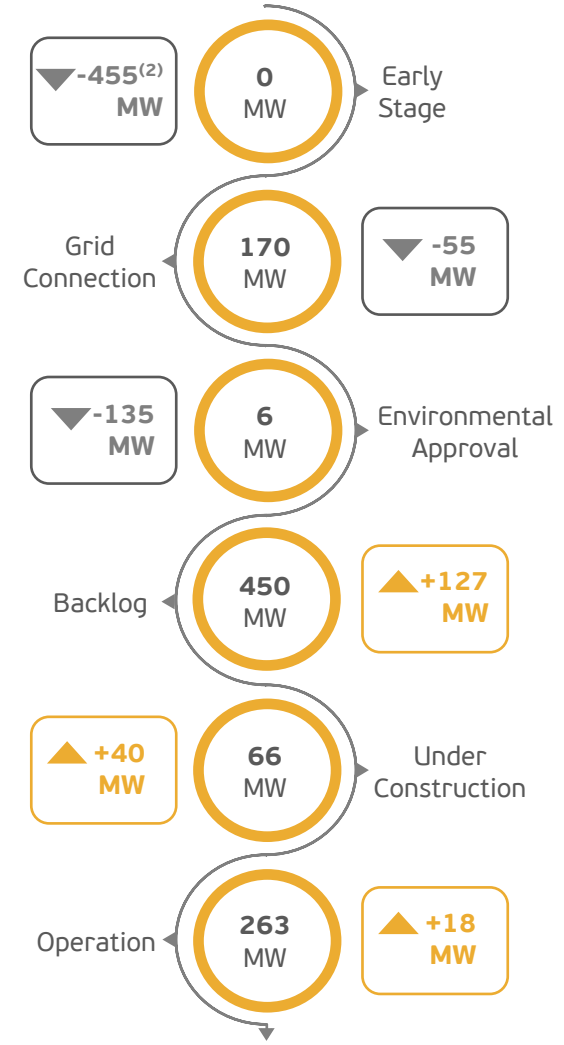 -455(2)
MW
0
MW
Early
Stage
Grid
Connection
170
MW
-55
MW
-135
MW
6
MW
Environmental
Approval
Backlog
450
MW
+127
MW
+40
MW
66
MW
Under
Construction
Operation
263
MW
+18
MW